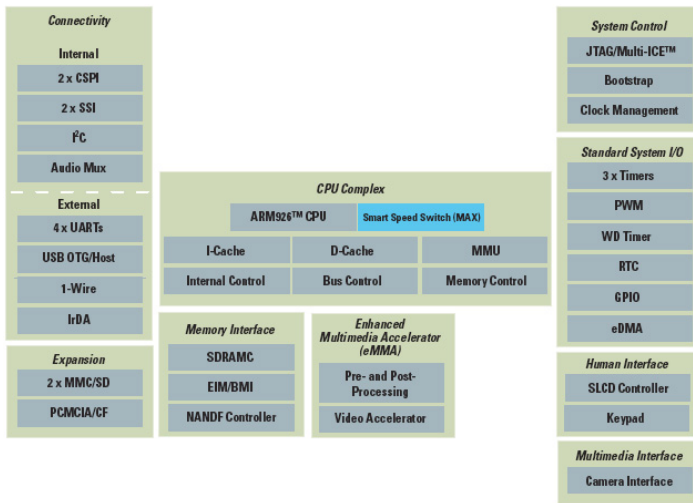 Connectivity
Internal
2 x CSPI
2 x SSI
I²C
Audio Mux
External
4 x UARTs
USB OTG/Host
1-Wire
IrDA
Expansion
2 x MMC/SD
PCMCIA/CF
CPU Complex
ARM926™ CPU
Smart Speed Switch (MAX)
I-Cache
D-Cache
MMU
Internal Control
Bus Control
Memory Control
Memory Interface
SDRAMC
EIM/BMI
NANDF Controller
Enhanced
Multimedia Accelerator
(eMMA)
Pre- and Post-
Processing
Video Accelerator
System Control
JTAG/Multi-ICE™
Bootstrap
Clock Management
Standard System I/O
3 x Timers
PWM
WD Timer
RTC
GPIO
eDMA
Human Interface
SLCD Controller
Keypad
Multimedia Interface
Camera Interface